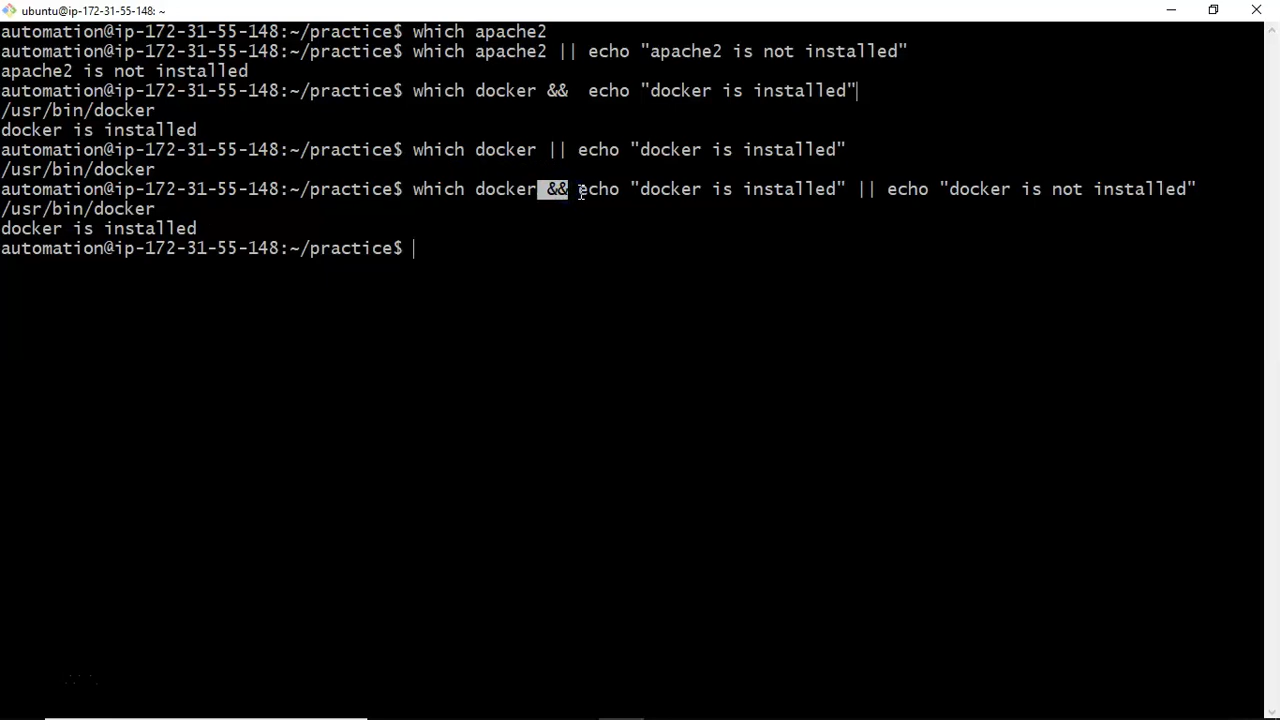 ubuntu@ip-172-31-55-148: ~
automation@ip-172-31-55-148:~/practice$ which apache2
automation@ip-172-31-55-148:~/practice$ which apache2 || echo "apache2 is not installed"
apache2 is not installed
automation@ip-172-31-55-148:~/practice$ which docker &&  echo "docker is installed"
/usr/bin/docker
docker is installed
automation@ip-172-31-55-148:~/practice$ which docker || echo "docker is installed"
/usr/bin/docker
automation@ip-172-31-55-148:~/practice$ which docker && echo "docker is installed" || echo "docker is not installed"
/usr/bin/docker
docker is installed
automation@ip-172-31-55-148:~/practice$